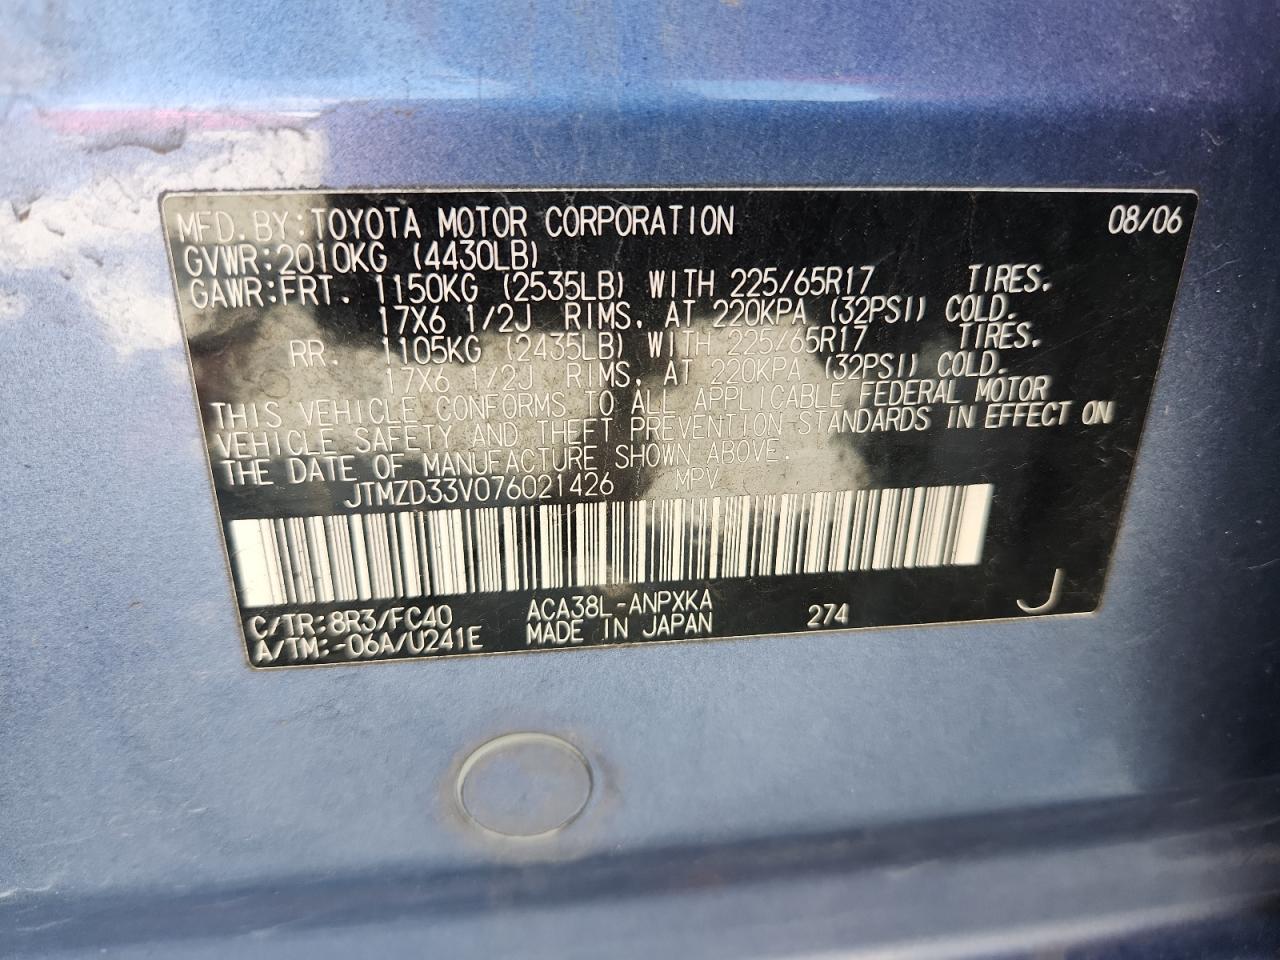 MFD. BY: TOYOTA MOTOR CORPORATION 08/06
GVWR: 2010KG (4430LB)
GAWR: FRT. 1150KG (2535LB) WITH 225/65R17 TIRES.
17X6 1/2J RIMS, AT 220KPA (32PSI) COLD.
RR. 1105KG (2435LB) WITH 225/65R17 TIRES.
17X6 1/2J RIMS, AT 220KPA (32PSI) COLD.
THIS VEHICLE CONFORMS TO ALL APPLICABLE FEDERAL MOTOR
VEHICLE SAFETY AND THEFT PREVENTION STANDARDS IN EFFECT ON
THE DATE OF MANUFACTURE SHOWN ABOVE.
JTMZD33V076021426 MPV
C/TR: 8R3/FC40 ACA38L-ANPXKA 274 J
A/TM: -06A/U241E MADE IN JAPAN